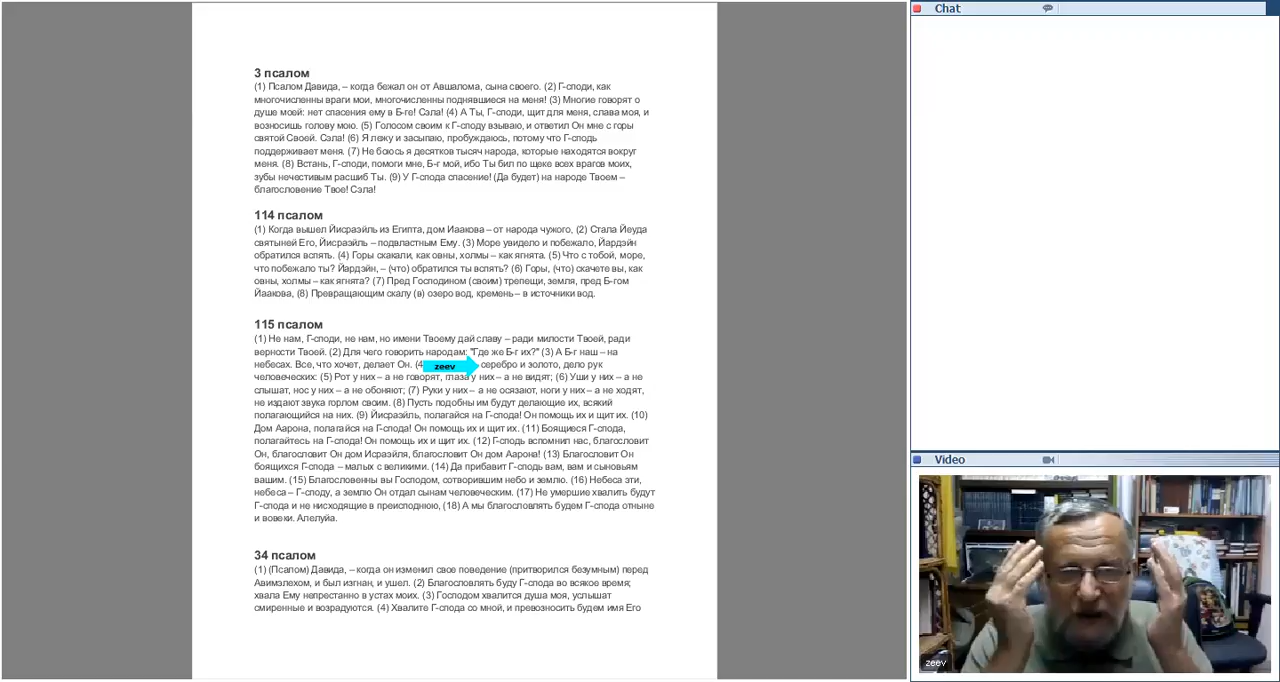 3 псалом
(1) Псалом Давида, – когда бежал он от Авшалома, сына своего. (2) Г-споди, как
многочисленны враги мои, многочисленны поднявшиеся на меня! (3) Многие говорят о
душе моей: нет спасения ему в Б-ге! Сэла! (4) А Ты, Г-споди, щит для меня, слава моя, и
возносишь голову мою. (5) Голосом своим к Г-споду взываю, и ответил Он мне с горы
святой Своей. Сэла! (6) Я лежу и засыпаю, пробуждаюсь, потому что Г-сподь
поддерживает меня. (7) Не боюсь я десятков тысяч народа, которые находятся вокруг
меня. (8) Встань, Г-споди, помоги мне, Б-г мой, ибо Ты бил по щеке всех врагов моих,
зубы нечестивым расшиб Ты. (9) У Г-спода спасение! (Да будет) на народе Твоем –
благословение Твое! Сэла!
114 псалом
(1) Когда вышел Йисраэйль из Египта, дом Иаакова – от народа чужого, (2) Стала Йеуда
святыней Его, Йисраэйль – подвластным Ему. (3) Море увидело и побежало, Йардэйн
обратился вспять. (4) Горы скакали, как овны, холмы – как ягнята. (5) Что с тобой, море,
что побежало ты? Йардэйн, – (что) обратился ты вспять? (6) Горы, (что) скачете вы, как
овны, холмы – как ягнята? (7) Пред Господином (своим) трепещи, земля, пред Б-гом
Йаакова, (8) Превращающим скалу (в) озеро вод, кремень – в источники вод.
115 псалом
(1) Не нам, Г-споди, не нам, но имени Твоему дай славу – ради милости Твоей, ради
верности Твоей. (2) Для чего говорить народам: "Где же Б-г их?" (3) А Б-г наш – на
небесах. Все, что хочет, делает Он. (4 zeev серебро и золото, дело рук
человеческих: (5) Рот у них – а не говорят, глаза у них – а не видят; (6) Уши у них – а не
слышат, нос у них – а не обоняют; (7) Руки у них – а не осязают, ноги у них – а не ходят,
не издают звука горлом своим. (8) Пусть подобны им будут делающие их, всякий
полагающийся на них. (9) Йисраэйль, полагайся на Г-спода! Он помощь их и щит их. (10)
Дом Аарона, полагайся на Г-спода! Он помощь их и щит их. (11) Боящиеся Г-спода,
полагайтесь на Г-спода! Он помощь их и щит их. (12) Г-сподь вспомнил нас, благословит
Он, благословит Он дом Исраэйля, благословит Он дом Аарона! (13) Благословит Он
боящихся Г-спода – малых с великими. (14) Да прибавит Г-сподь вам, вам и сыновьям
вашим. (15) Благословенны вы Господом, сотворившим небо и землю. (16) Небеса эти,
небеса – Г-споду, а землю Он отдал сынам человеческим. (17) Не умершие хвалить будут
Г-спода и не нисходящие в преисподнюю, (18) А мы благословлять будем Г-спода отныне
и вовеки. Алелуйа.
34 псалом
(1) (Псалом) Давида, – когда он изменил свое поведение (притворился безумным) перед
Авимэлехом, и был изгнан, и ушел. (2) Благословлять буду Г-спода во всякое время;
хвала Ему непрестанно в устах моих. (3) Господом хвалится душа моя, услышат
смиренные и возрадуются. (4) Хвалите Г-спода со мной, и превозносить будем имя Его
Chat
Video
zeev